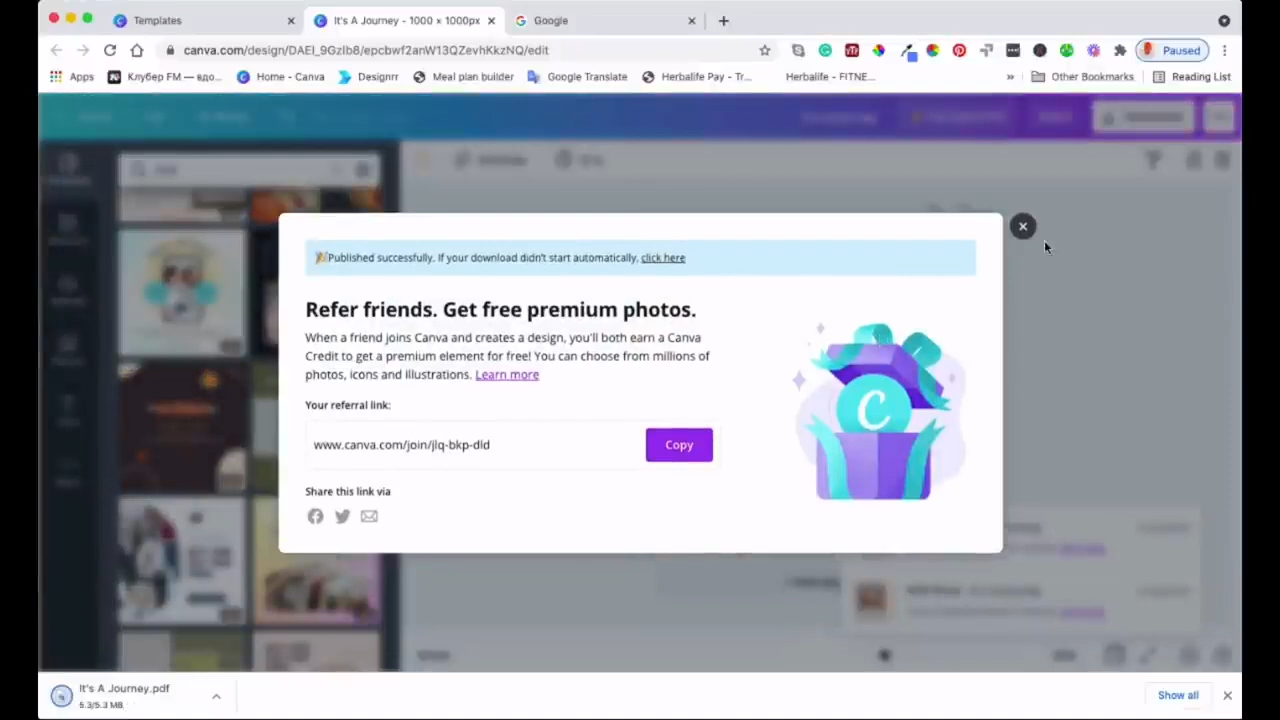 Templates
It's A Journey - 1000 × 1000px
Google
canva.com/design/DAEl_9GzIb8/epcbwf2anW13QZevhKkzNQ/edit
Paused
Apps
Клубер FM — вдо...
Home - Canva
Designrr
Meal plan builder
Google Translate
Herbalife Pay - Tr...
Herbalife - FITNE...
»
Other Bookmarks
Reading List
Published successfully. If your download didn't start automatically, click here
Refer friends. Get free premium photos.
When a friend joins Canva and creates a design, you'll both earn a Canva
Credit to get a premium element for free! You can choose from millions of
photos, icons and illustrations. Learn more
Your referral link:
www.canva.com/join/jlq-bkp-dld
Copy
Share this link via
It's A Journey.pdf
5.3/5.3 MB
Show all